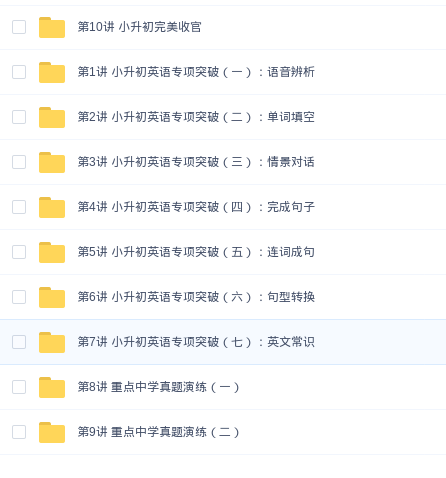 第10讲 小升初完美收官
第1讲 小升初英语专项突破（一）：语音辨析
第2讲 小升初英语专项突破（二）：单词填空
第3讲 小升初英语专项突破（三）：情景对话
第4讲 小升初英语专项突破（四）：完成句子
第5讲 小升初英语专项突破（五）：连词成句
第6讲 小升初英语专项突破（六）：句型转换
第7讲 小升初英语专项突破（七）：英文常识
第8讲 重点中学真题演练（一）
第9讲 重点中学真题演练（二）